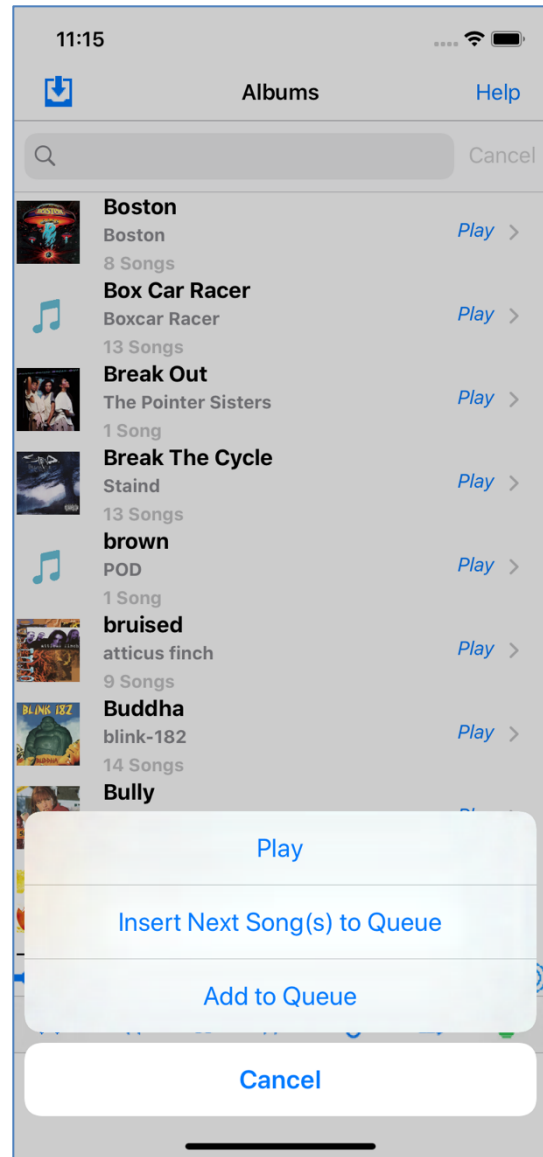 11:15
Albums
Help
Cancel
Boston
Boston
Play
8 Songs
Box Car Racer
Boxcar Racer
Play
13 Songs
Break Out
The Pointer Sisters
Play
1 Song
Break The Cycle
Staind
Play
13 Songs
brown
POD
Play
1 Song
bruised
atticus finch
Play
9 Songs
BLINK 182
Buddha
blink-182
Play
14 Songs
Bully
Play
Insert Next Song(s) to Queue
Add to Queue
Cancel